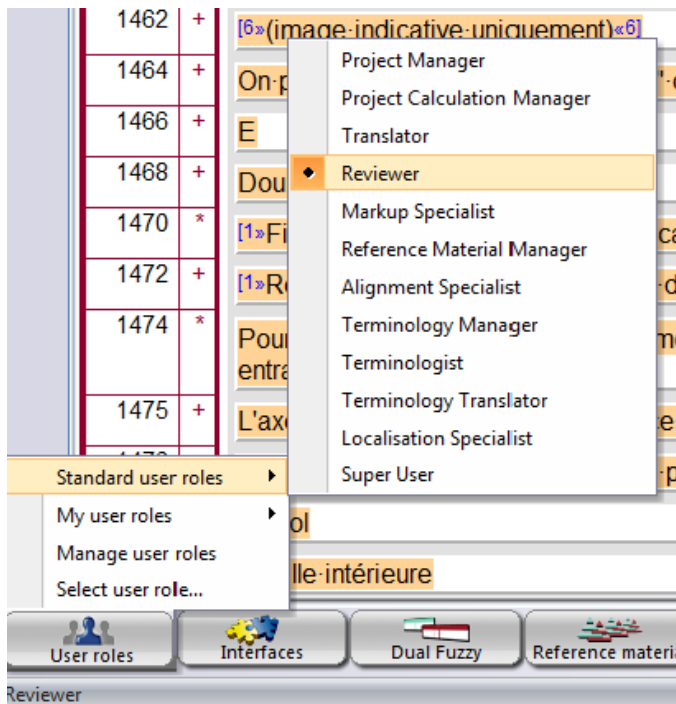 1462 + [6»(image·indicative·uniquement)«6]
1464 + On·p
1466 + E
1468 + Dou
1470 * [1»Fi
1472 + [1»R
1474 * Pour
entra
1475 + L'ax
Project Manager
Project Calculation Manager
Translator
Reviewer
Markup Specialist
Reference Material Manager
Alignment Specialist
Terminology Manager
Terminologist
Terminology Translator
Localisation Specialist
Super User
Standard user roles
My user roles
Manage user roles
Select user role...
ol
lle·intérieure
User roles
Interfaces
Dual Fuzzy
Reference materi
Reviewer